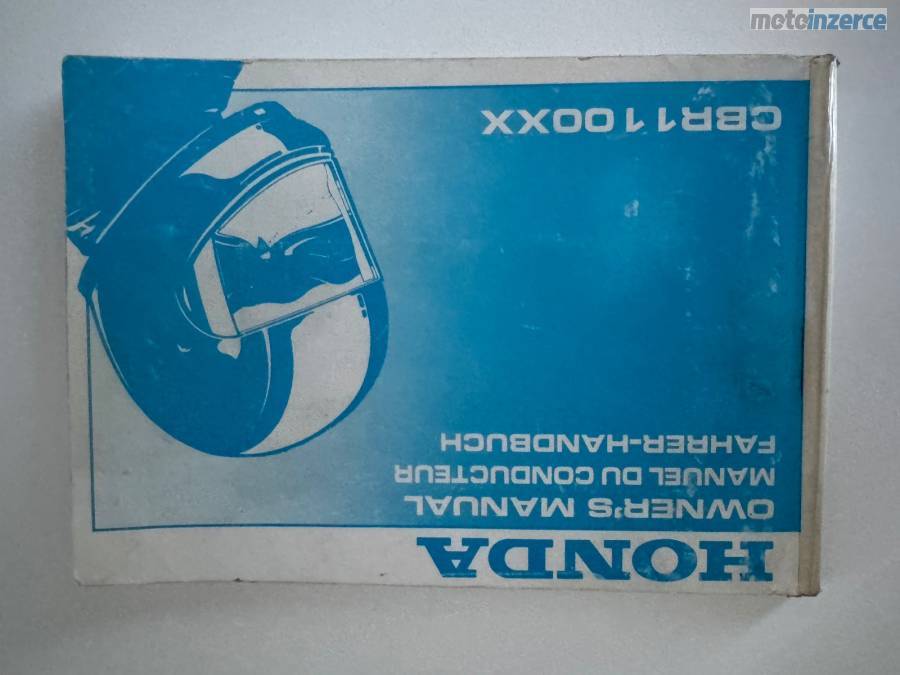 motoinzerce
HONDA
OWNER'S MANUAL
MANUEL DU CONDUCTEUR
FAHRER-HANDBUCH
CBR1100XX